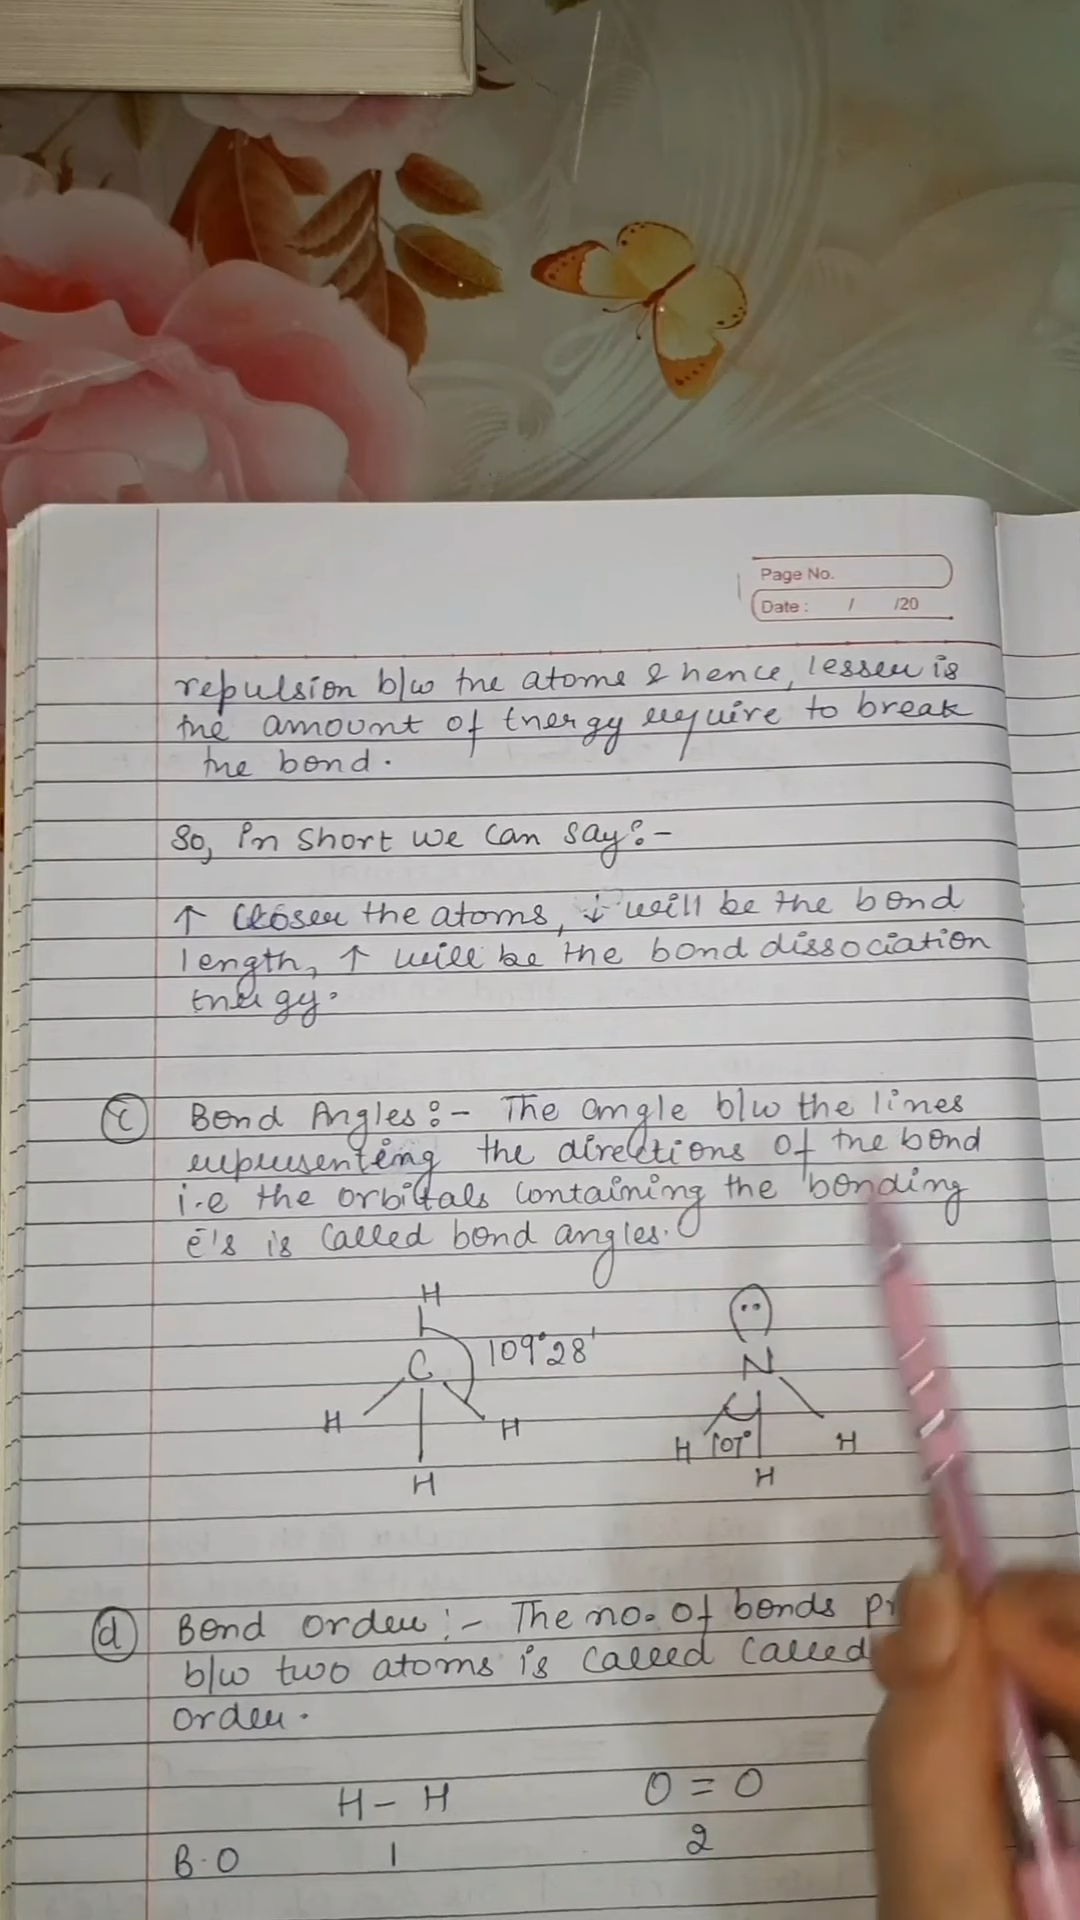 Page No.
Date : / /20
repulsion b/w the atoms & hence, lesser is
the amount of Energy require to break
the bond.
So, in short we can say:-
↑ Closer the atoms, ↓ will be the bond
length, ↑ will be the bond dissociation
Energy.
(c) Bond Angles:- The angle b/w the lines
representing the directions of the bond
i.e the orbitals containing the bonding
ē's is called bond angles.
H
C 109°28' N
H H H 107° H
H H
(d) Bond order:- The no. of bonds
b/w two atoms is called called
order.
H - H O = O
B.O 1 2